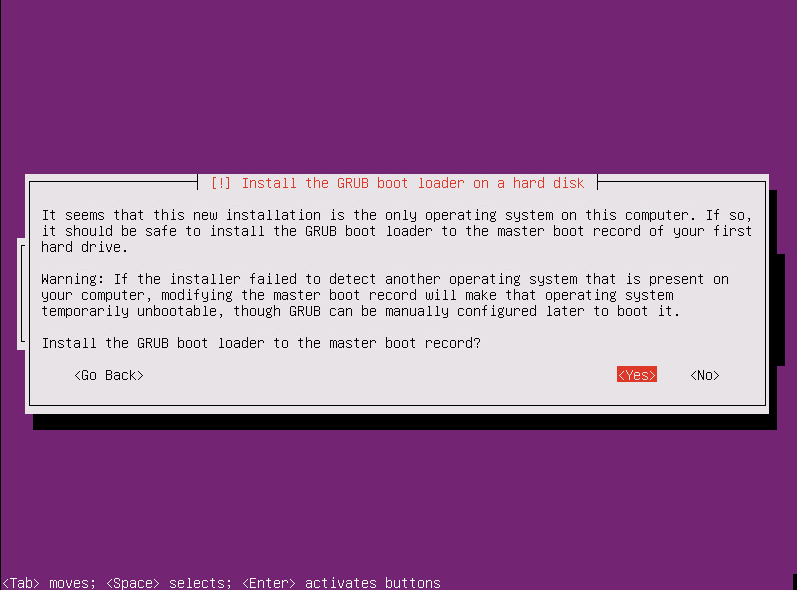 [!] Install the GRUB boot loader on a hard disk
It seems that this new installation is the only operating system on this computer. If so,
it should be safe to install the GRUB boot loader to the master boot record of your first
hard drive.
Warning: If the installer failed to detect another operating system that is present on
your computer, modifying the master boot record will make that operating system
temporarily unbootable, though GRUB can be manually configured later to boot it.
Install the GRUB boot loader to the master boot record?
<Go Back> <Yes> <No>
<Tab> moves; <Space> selects; <Enter> activates buttons